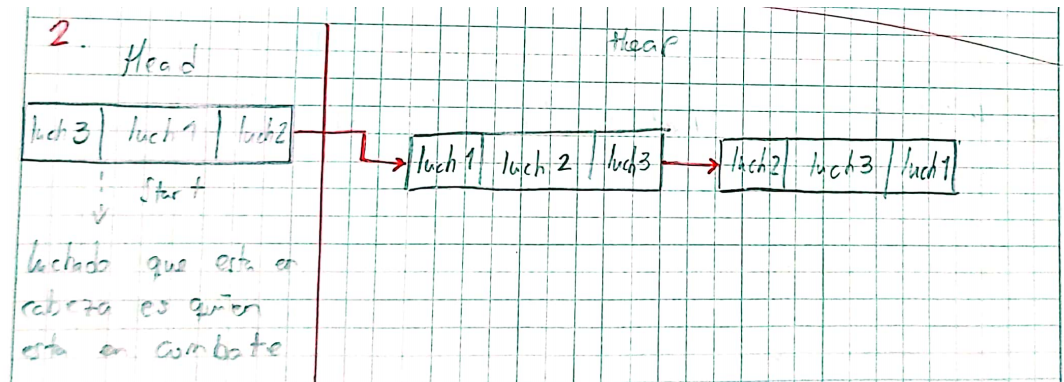 2.
Head
Heap
luch 3 luch 1 luch 2
luch 1 luch 2 luch 3
luch 2 luch 3 luch 1
Start
luchado que esta en
cabeza es quien
esta en combate